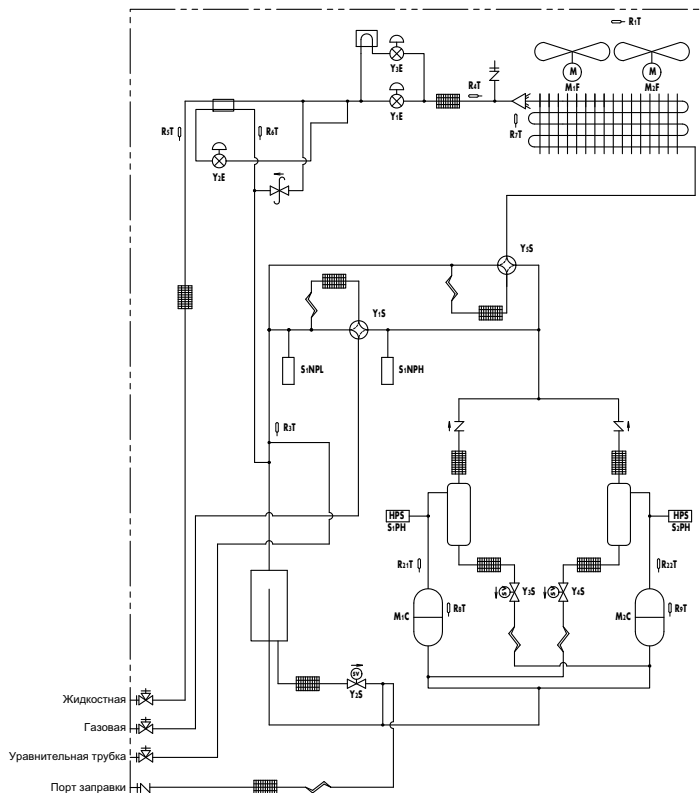 R1T
M
M
M1F
M2F
Y3E
R4T
Y1E
R7T
R5T
R6T
Y2E
Y5S
Y1S
S1NPL
S1NPH
R3T
HPS
S1PH
HPS
S2PH
R21T
R22T
Y3S
Y4S
M1C
R8T
M2C
R9T
SV
Y2S
Жидкостная
Газовая
Уравнительная трубка
Порт заправки